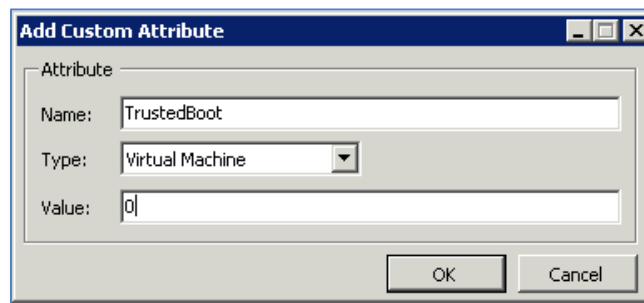 Add Custom Attribute
Attribute
Name: TrustedBoot
Type: Virtual Machine
Value: 0
OK Cancel